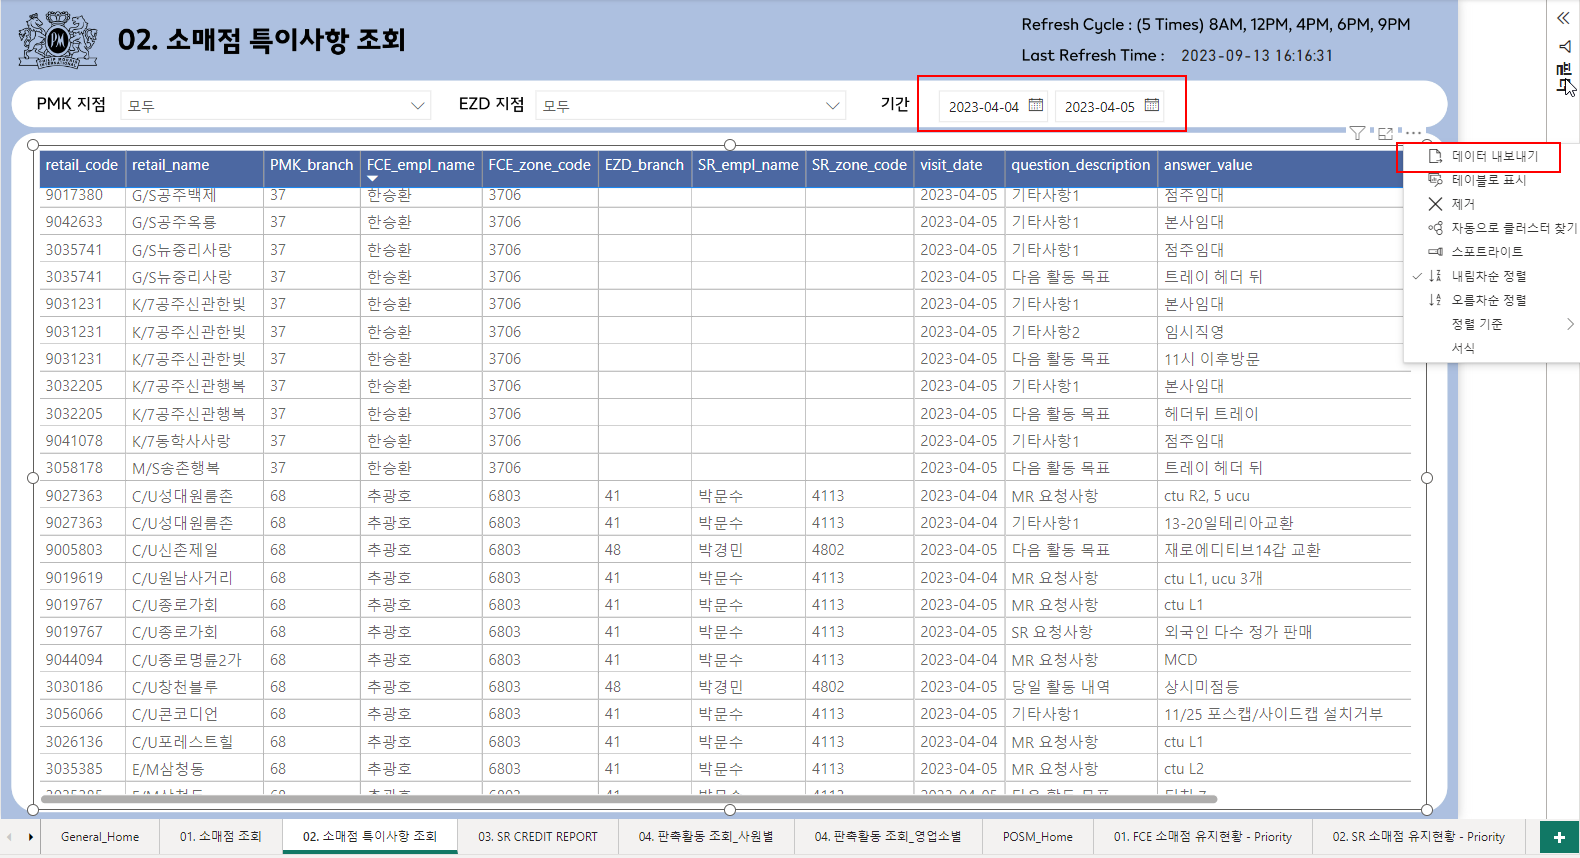 02. 소매점 특이사항 조회
Refresh Cycle : (5 Times) 8AM, 12PM, 4PM, 6PM, 9PM
Last Refresh Time : 2023-09-13 16:16:31
PMK 지점 모두 EZD 지점 모두 기간 2023-04-04 2023-04-05
필터
retail_code retail_name PMK_branch FCE_empl_name FCE_zone_code EZD_branch SR_empl_name SR_zone_code visit_date question_description answer_value
9017380 G/S공주백제 37 한승환 3706 2023-04-05 기타사항1 점주임대
9042633 G/S공주옥룡 37 한승환 3706 2023-04-05 기타사항1 본사임대
3035741 G/S뉴중리사랑 37 한승환 3706 2023-04-05 기타사항1 점주임대
3035741 G/S뉴중리사랑 37 한승환 3706 2023-04-05 다음 활동 목표 트레이 헤더 뒤
9031231 K/7공주신관한빛 37 한승환 3706 2023-04-05 기타사항1 본사임대
9031231 K/7공주신관한빛 37 한승환 3706 2023-04-05 기타사항2 임시직영
9031231 K/7공주신관한빛 37 한승환 3706 2023-04-05 다음 활동 목표 11시 이후방문
3032205 K/7공주신관행복 37 한승환 3706 2023-04-05 기타사항1 본사임대
3032205 K/7공주신관행복 37 한승환 3706 2023-04-05 다음 활동 목표 헤더뒤 트레이
9041078 K/7동학사사랑 37 한승환 3706 2023-04-05 기타사항1 점주임대
3058178 M/S송촌행복 37 한승환 3706 2023-04-05 다음 활동 목표 트레이 헤더 뒤
9027363 C/U성대원룸촌 68 추광호 6803 41 박문수 4113 2023-04-04 MR 요청사항 ctu R2, 5 ucu
9027363 C/U성대원룸촌 68 추광호 6803 41 박문수 4113 2023-04-04 기타사항1 13-20일테리아교환
9005803 C/U신촌제일 68 추광호 6803 48 박경민 4802 2023-04-05 다음 활동 목표 재로에디티브14갑 교환
9019619 C/U원남사거리 68 추광호 6803 41 박문수 4113 2023-04-04 MR 요청사항 ctu L1, ucu 3개
9019767 C/U종로가회 68 추광호 6803 41 박문수 4113 2023-04-05 MR 요청사항 ctu L1
9019767 C/U종로가회 68 추광호 6803 41 박문수 4113 2023-04-05 SR 요청사항 외국인 다수 정가 판매
9044094 C/U종로명륜2가 68 추광호 6803 41 박문수 4113 2023-04-04 MR 요청사항 MCD
3030186 C/U창천블루 68 추광호 6803 48 박경민 4802 2023-04-05 당일 활동 내역 상시미점등
3056066 C/U콘코디언 68 추광호 6803 41 박문수 4113 2023-04-05 기타사항1 11/25 포스캡/사이드캡 설치거부
3026136 C/U포레스트힐 68 추광호 6803 41 박문수 4113 2023-04-04 MR 요청사항 ctu L1
3035385 E/M삼청동 68 추광호 6803 41 박문수 4113 2023-04-05 MR 요청사항 ctu L2
데이터 내보내기
테이블로 표시
제거
자동으로 클러스터 찾기
스포트라이트
내림차순 정렬
오름차순 정렬
정렬 기준
서식
General_Home 01. 소매점 조회 02. 소매점 특이사항 조회 03. SR CREDIT REPORT 04. 판촉활동 조회_사원별 04. 판촉활동 조회_영업소별 POSM_Home 01. FCE 소매점 유지현황 - Priority 02. SR 소매점 유지현황 - Priority